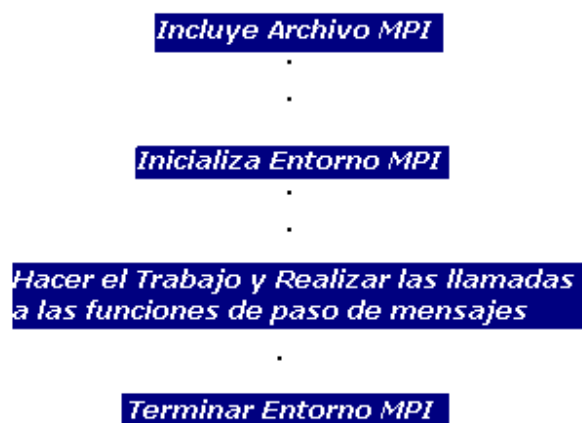 Incluye Archivo MPI
.
.
Inicializa Entorno MPI
.
.
Hacer el Trabajo y Realizar las llamadas
a las funciones de paso de mensajes
.
Terminar Entorno MPI